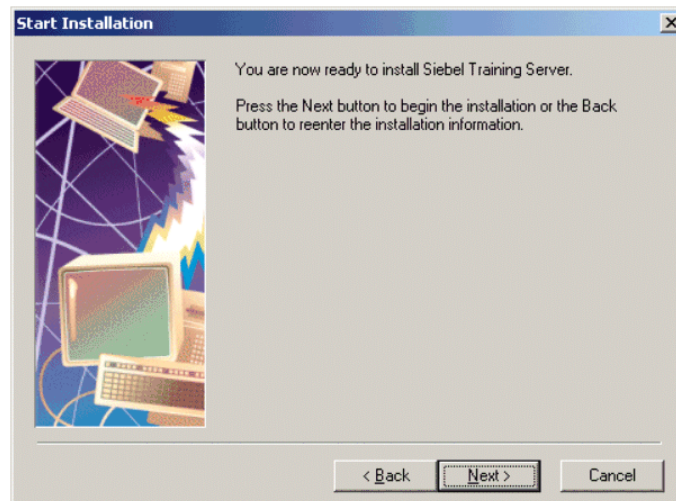 Start Installation
You are now ready to install Siebel Training Server.
Press the Next button to begin the installation or the Back
button to reenter the installation information.
< Back
Next >
Cancel